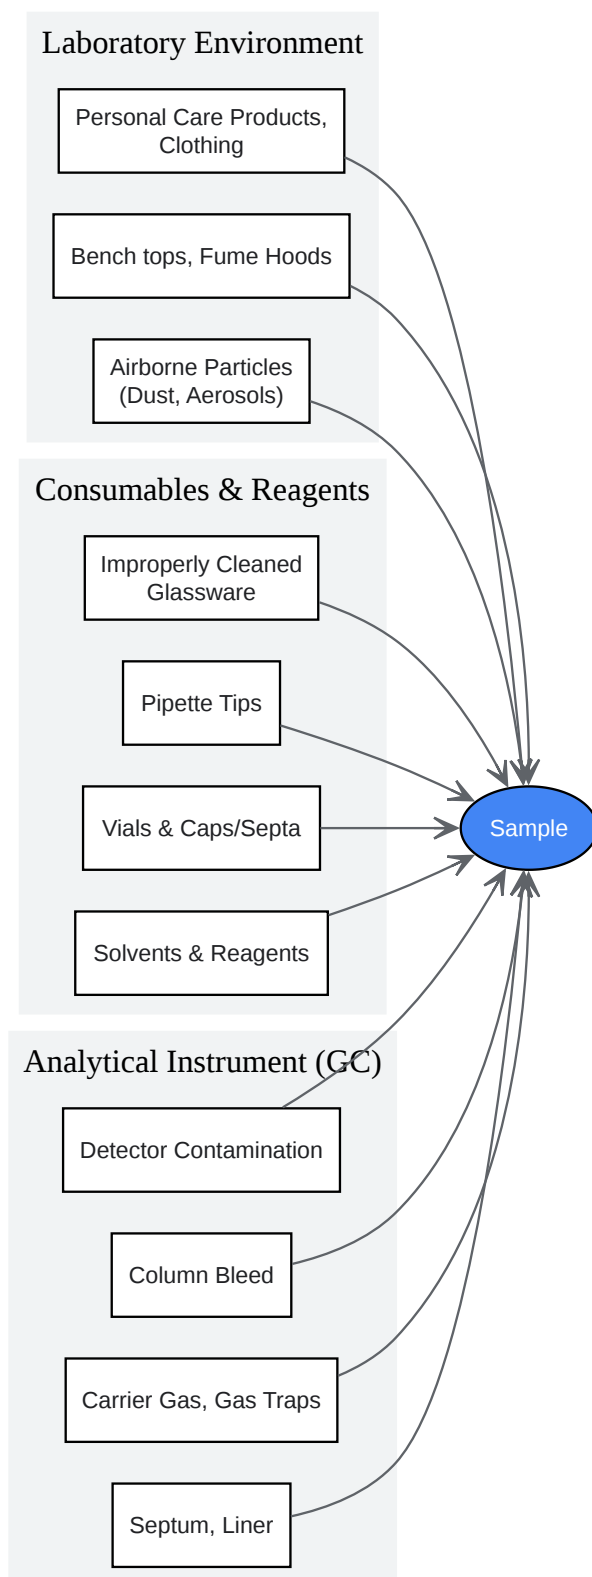 Laboratory Environment
Personal Care Products,
Clothing
Bench tops, Fume Hoods
Airborne Particles
(Dust, Aerosols)
Consumables & Reagents
Improperly Cleaned
Glassware
Pipette Tips
Vials & Caps/Septa
Sample
Solvents & Reagents
Analytical Instrument (GC)
Detector Contamination
Column Bleed
Carrier Gas, Gas Traps
Septum, Liner